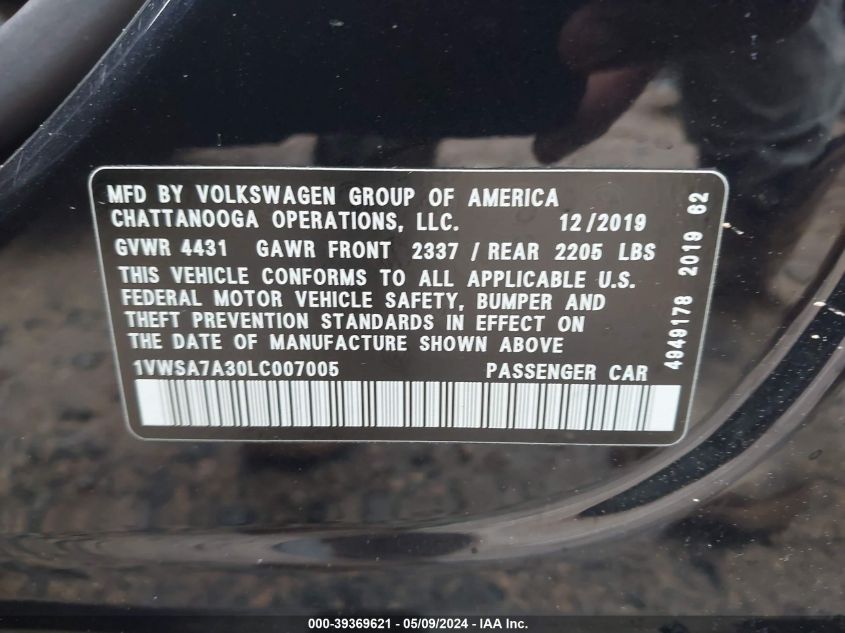 MFD BY VOLKSWAGEN GROUP OF AMERICA
CHATTANOOGA OPERATIONS, LLC. 12/2019
GVWR 4431 GAWR FRONT 2337 / REAR 2205 LBS
THIS VEHICLE CONFORMS TO ALL APPLICABLE U.S.
FEDERAL MOTOR VEHICLE SAFETY, BUMPER AND
THEFT PREVENTION STANDARDS IN EFFECT ON
THE DATE OF MANUFACTURE SHOWN ABOVE
1VWSA7A30LC007005 PASSENGER CAR
4949178 2019 62
000-39369621 - 05/09/2024 - IAA Inc.